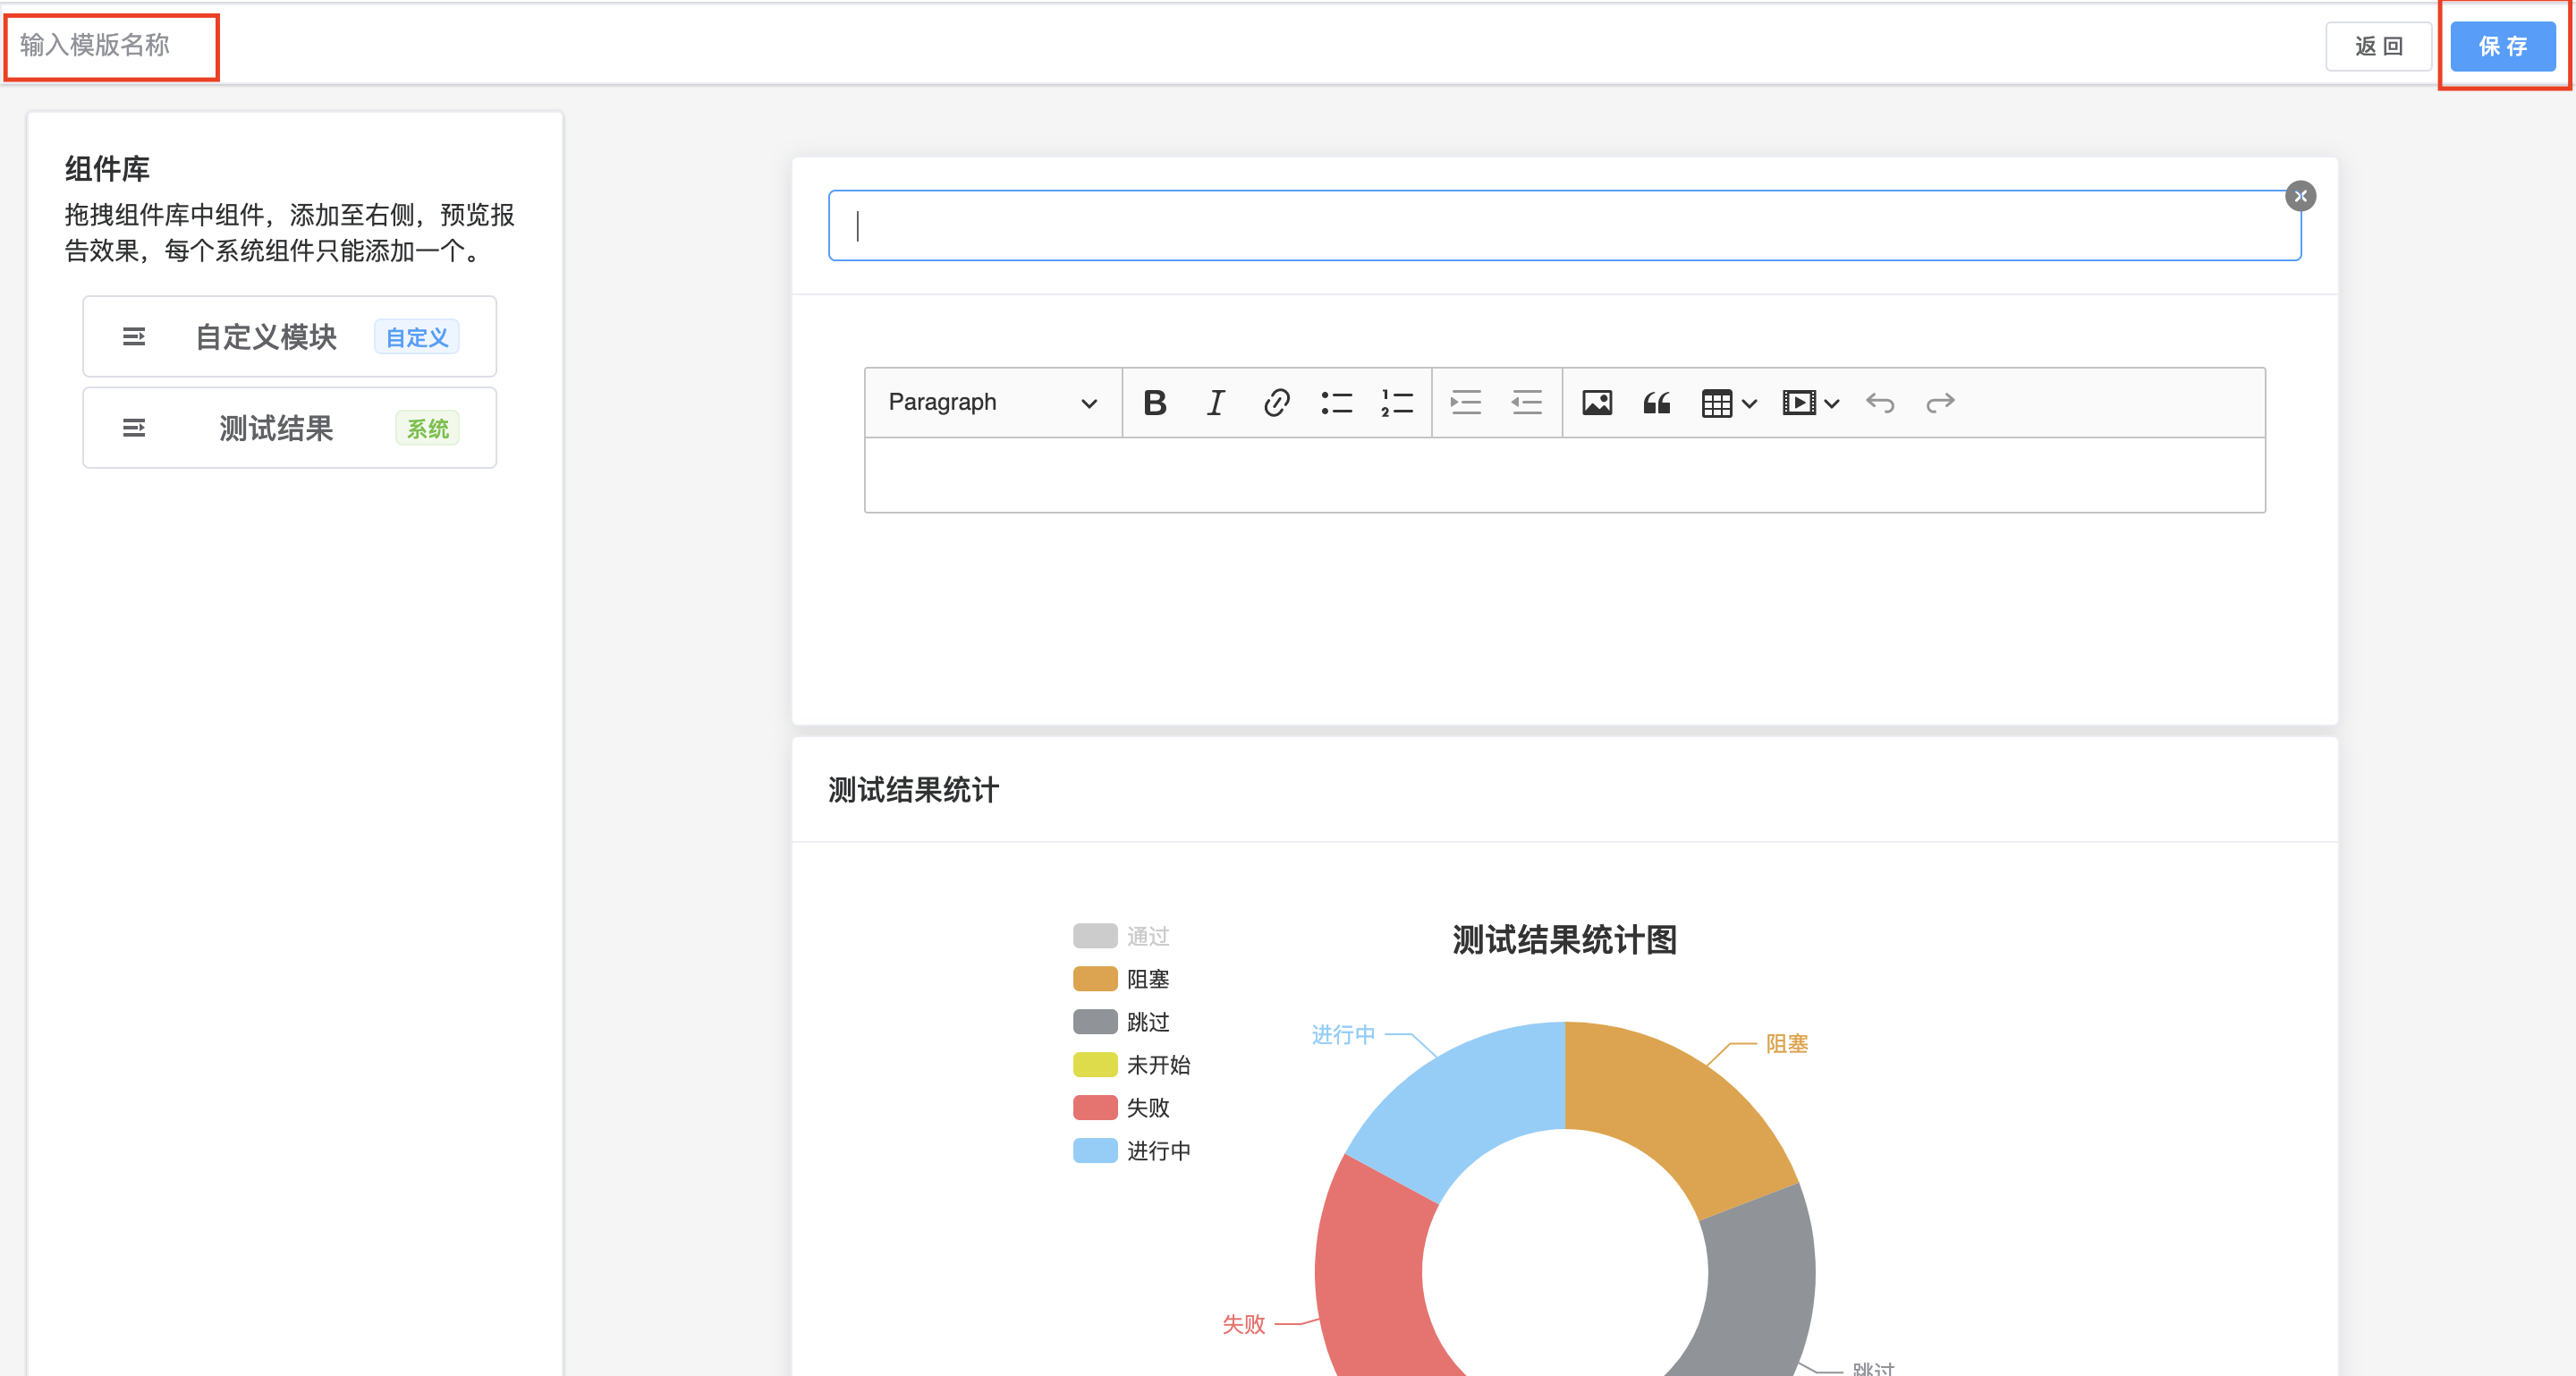 输入模版名称
返 回
保 存
组件库
拖拽组件库中组件，添加至右侧，预览报
告效果，每个系统组件只能添加一个。
自定义模块 自定义
测试结果 系统
Paragraph
测试结果统计
测试结果统计图
通过
阻塞
跳过
未开始
失败
进行中
进行中
阻塞
失败
跳过